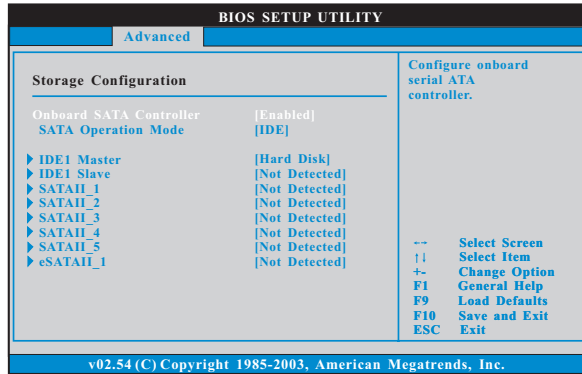 BIOS SETUP UTILITY
Advanced
Storage Configuration
Onboard SATA Controller [Enabled]
SATA Operation Mode [IDE]
IDE1 Master [Hard Disk]
IDE1 Slave [Not Detected]
SATAII_1 [Not Detected]
SATAII_2 [Not Detected]
SATAII_3 [Not Detected]
SATAII_4 [Not Detected]
SATAII_5 [Not Detected]
eSATAII_1 [Not Detected]
Configure onboard
serial ATA
controller.
←→ Select Screen
↑↓ Select Item
+- Change Option
F1 General Help
F9 Load Defaults
F10 Save and Exit
ESC Exit
v02.54 (C) Copyright 1985-2003, American Megatrends, Inc.